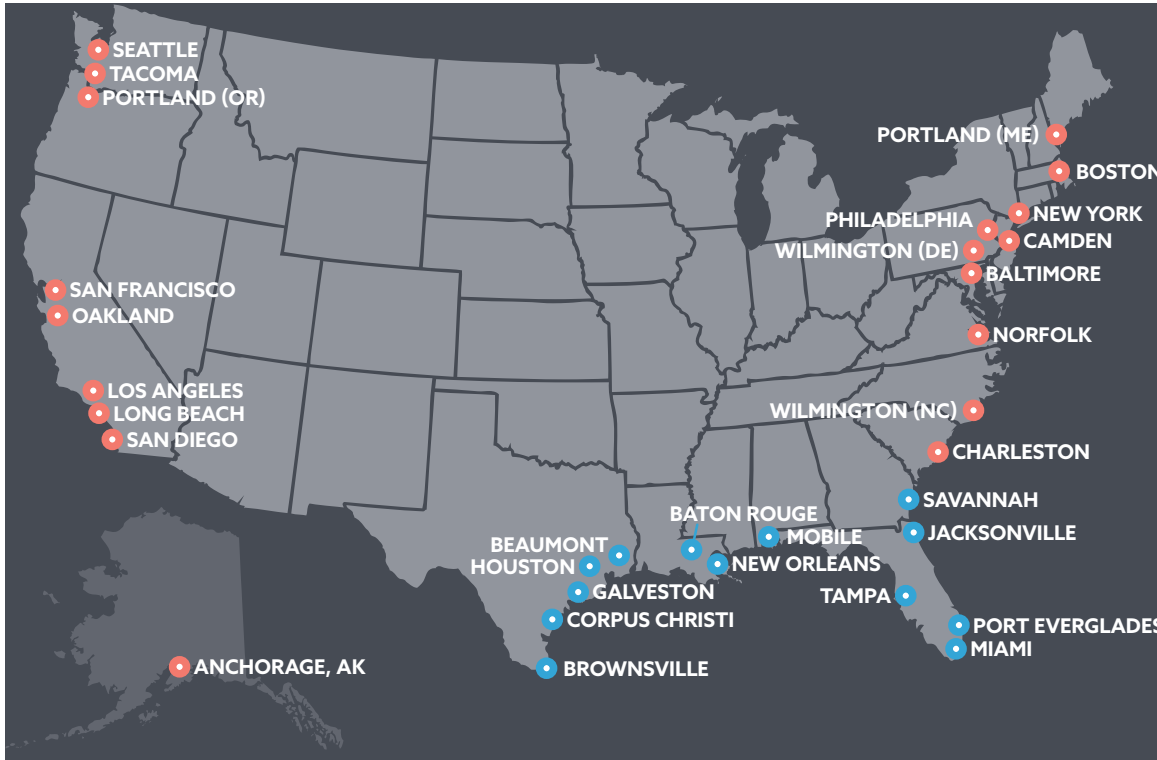 SEATTLE
TACOMA
PORTLAND (OR)
PORTLAND (ME)
BOSTON
NEW YORK
PHILADELPHIA
CAMDEN
WILMINGTON (DE)
BALTIMORE
SAN FRANCISCO
OAKLAND
NORFOLK
LOS ANGELES
LONG BEACH
WILMINGTON (NC)
SAN DIEGO
CHARLESTON
SAVANNAH
BATON ROUGE
JACKSONVILLE
MOBILE
BEAUMONT
HOUSTON
NEW ORLEANS
GALVESTON
TAMPA
CORPUS CHRISTI
PORT EVERGLADES
MIAMI
ANCHORAGE, AK
BROWNSVILLE